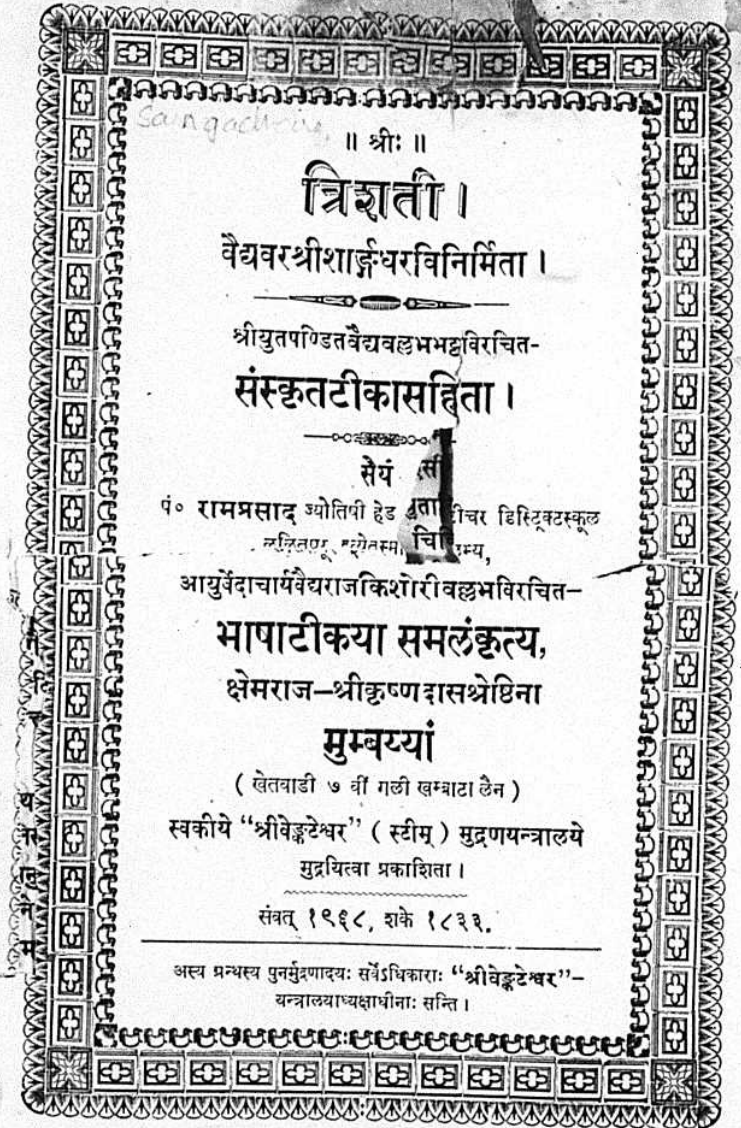 ॥ श्रीः ॥
त्रिशती ।
वैद्यवरश्रीशार्ङ्गधरविनिर्मिता ।
श्रीयुतपण्डितवैद्यवल्लभभट्टविरचित-
संस्कृतटीकासहिता ।
सेयं
पं० रामप्रसाद ज्योतिषी हेड टीचर डिस्ट्रिक्टस्कूल
आयुर्वेदाचार्यवैद्यराजकिशोरीवल्लभविरचित-
भाषाटीकया समलंकृत्य,
क्षेमराज-श्रीकृष्णदासश्रेष्ठिना
मुम्बय्यां
( खेतवाडी ७ वीं गली खम्बाटा लैन )
स्वकीये “श्रीवेङ्कटेश्वर” ( स्टीम् ) मुद्रणयन्त्रालये
मुद्रयित्वा प्रकाशिता ।
संवत् १९६८, शके १८३३.
अस्य ग्रन्थस्य पुनर्मुद्रणादयः सर्वेऽधिकाराः “श्रीवेङ्कटेश्वर”-
यन्त्रालयाध्यक्षाधीनाः सन्ति ।